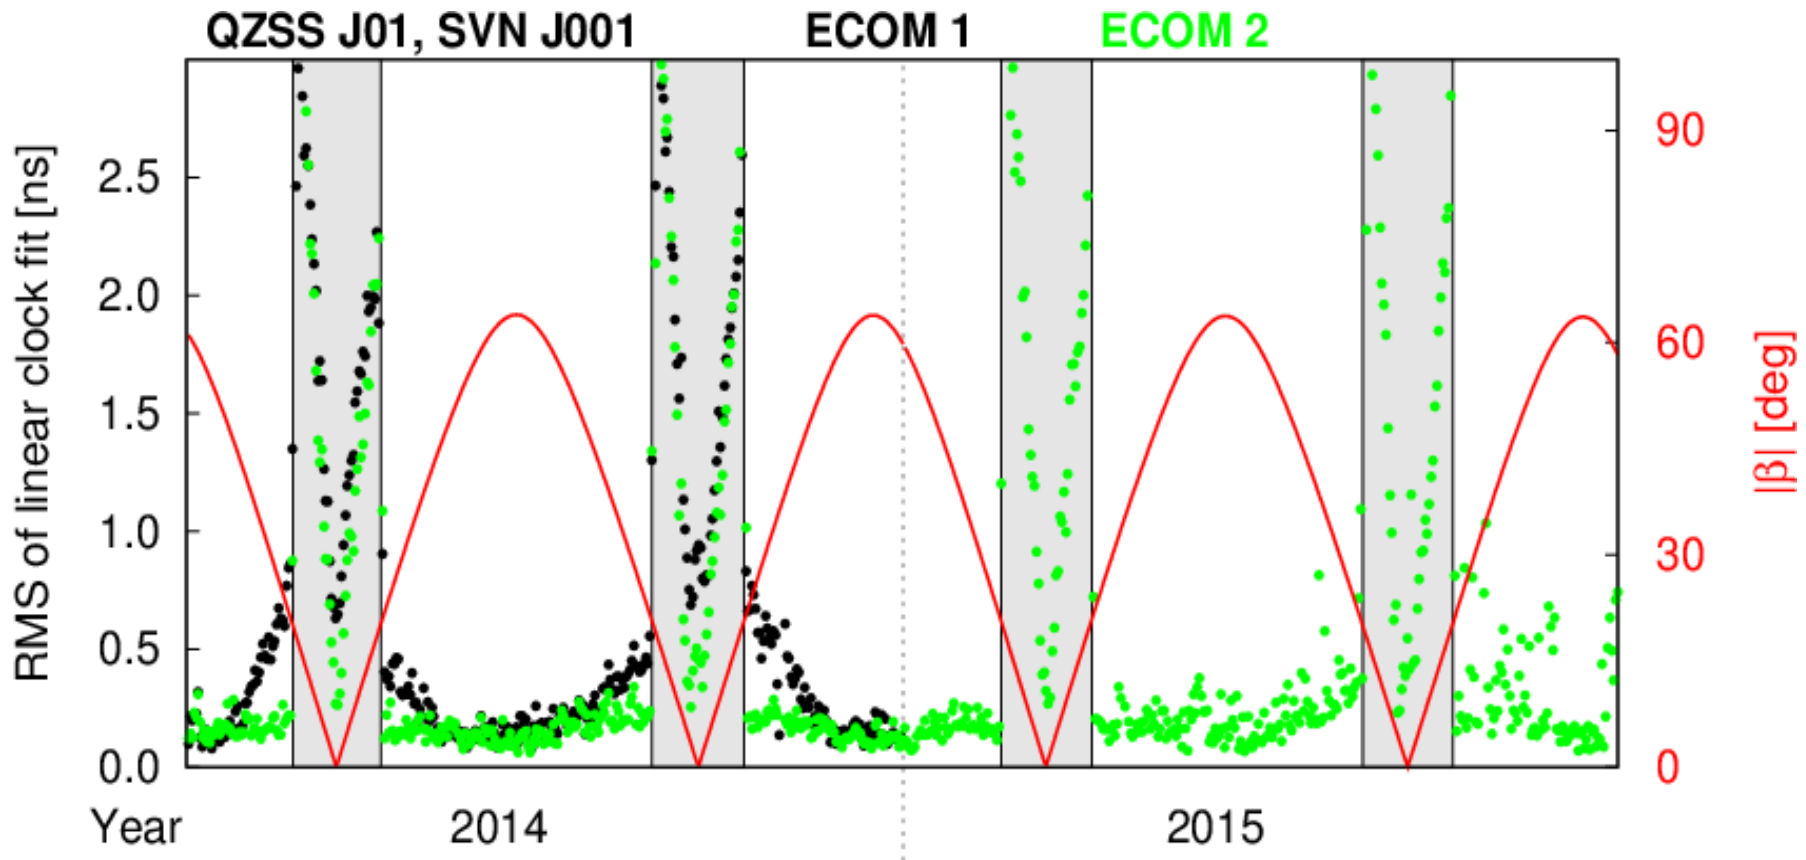 QZSS J01, SVN J001 ECOM 1 ECOM 2
RMS of linear clock fit [ns]
2.5
2.0
1.5
1.0
0.5
0.0
90
60
30
0
|β| [deg]
Year 2014 2015